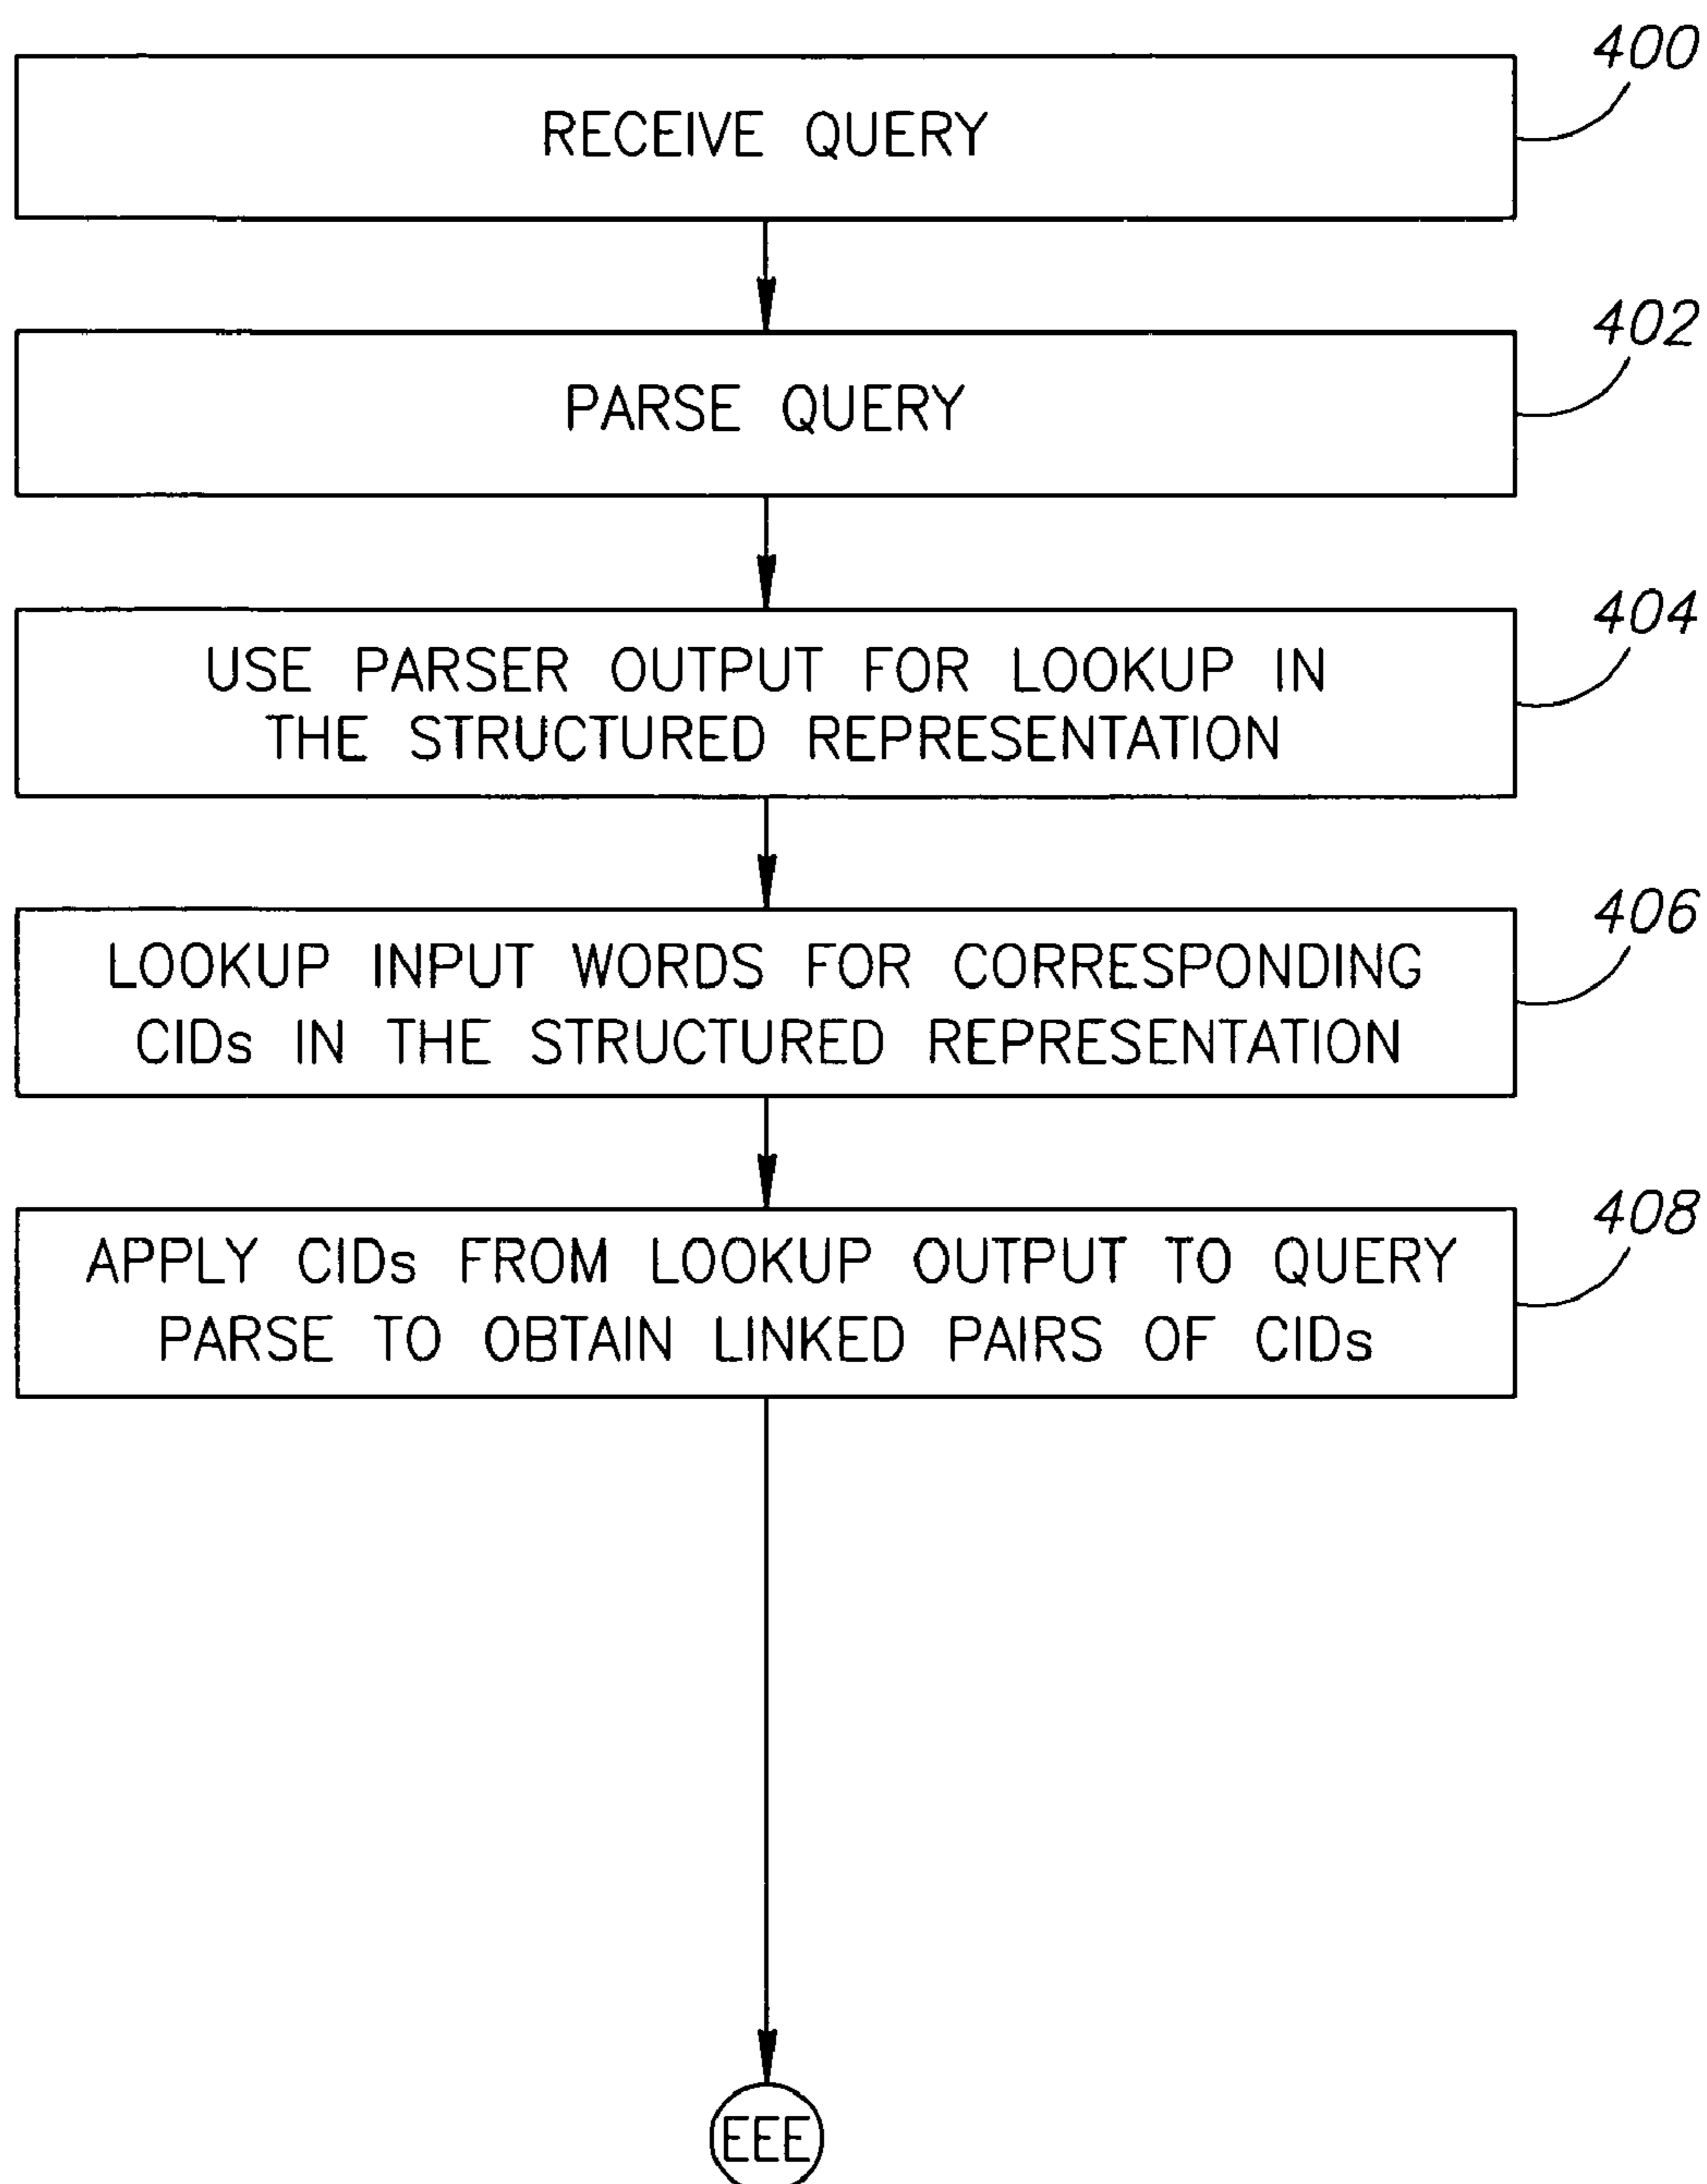 400
RECEIVE QUERY
402
PARSE QUERY
404
USE PARSER OUTPUT FOR LOOKUP IN
THE STRUCTURED REPRESENTATION
406
LOOKUP INPUT WORDS FOR CORRESPONDING
CIDs IN THE STRUCTURED REPRESENTATION
408
APPLY CIDs FROM LOOKUP OUTPUT TO QUERY
PARSE TO OBTAIN LINKED PAIRS OF CIDs
EEE